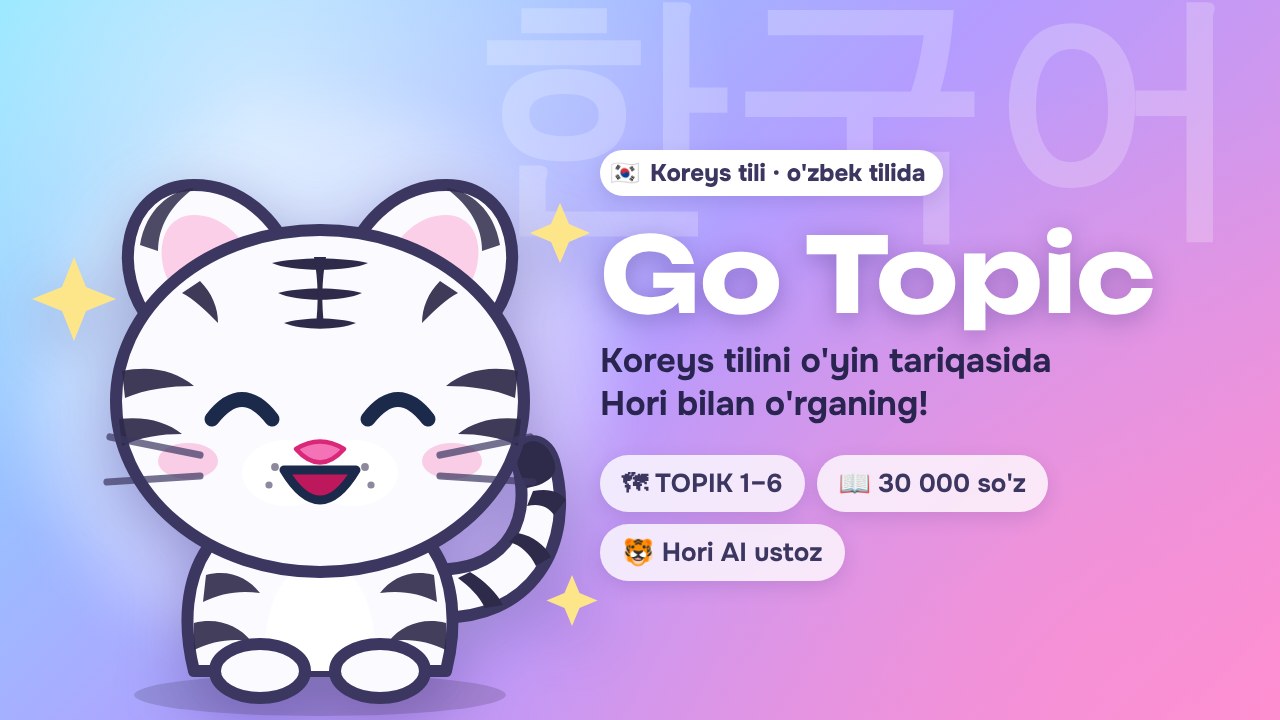 한국어
🇰🇷 Koreys tili · o'zbek tilida
Go Topic
Koreys tilini o'yin tariqasida
Hori bilan o'rganing!
🗺 TOPIK 1–6
📖 30 000 so'z
🐯 Hori AI ustoz